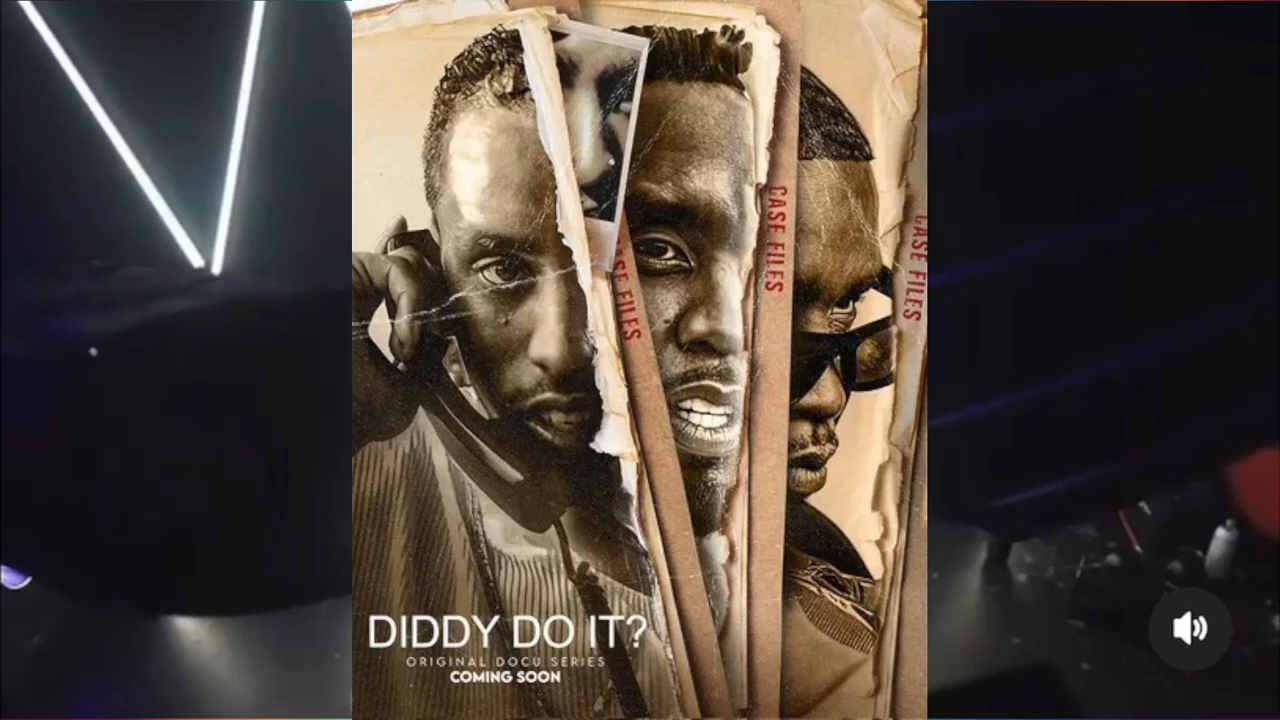 CASE FILES
CASE FILES
CASE FILES
DIDDY DO IT?
ORIGINAL DOCU SERIES
COMING SOON